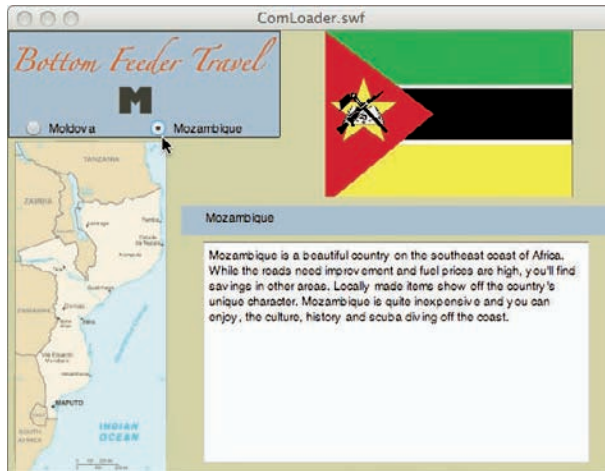 ComLoader.swf
Bottom Feeder Travel
M
Moldova
Mozambique
TANZANIA
ZAMBIA
MAPUTO
SOUTH
AFRICA
INDIAN
OCEAN
Mozambique
Mozambique is a beautiful country on the southeast coast of Africa.
While the roads need improvement and fuel prices are high, you'll find
savings in other areas. Locally made items show off the country's
unique character. Mozambique is quite inexpensive and you can
enjoy, the culture, history and scuba diving off the coast.